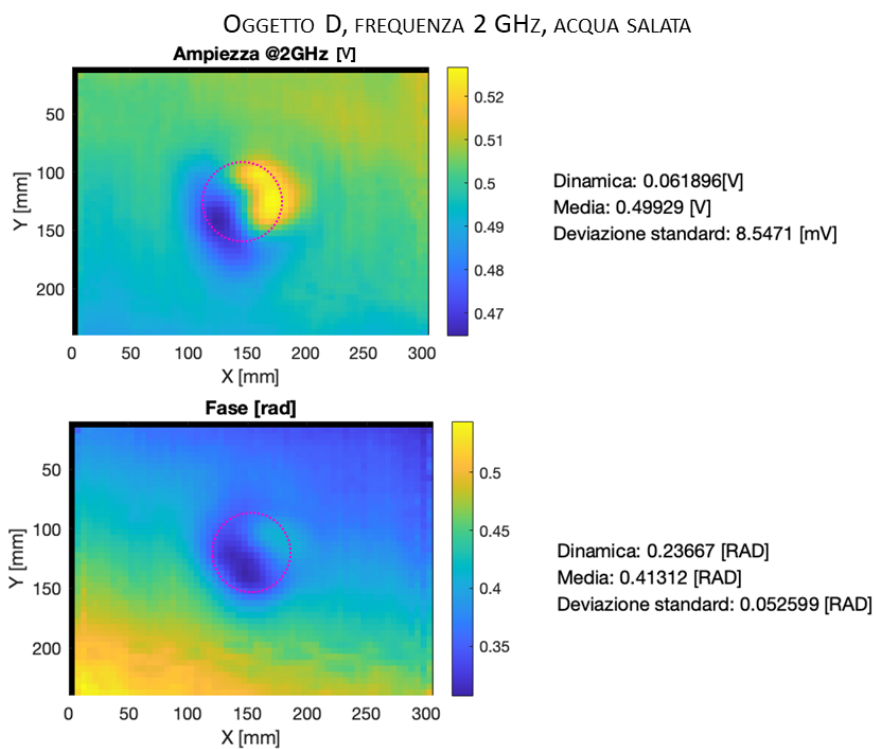 Oggetto D, frequenza 2 GHz, acqua salata
Ampiezza @2GHz [V]
50
100
150
200
Y [mm]
0 50 100 150 200 250 300
X [mm]
0.52
0.51
0.5
0.49
0.48
0.47
Dinamica: 0.061896[V]
Media: 0.49929 [V]
Deviazione standard: 8.5471 [mV]
Fase [rad]
50
100
150
200
Y [mm]
0 50 100 150 200 250 300
X [mm]
0.5
0.45
0.4
0.35
Dinamica: 0.23667 [RAD]
Media: 0.41312 [RAD]
Deviazione standard: 0.052599 [RAD]